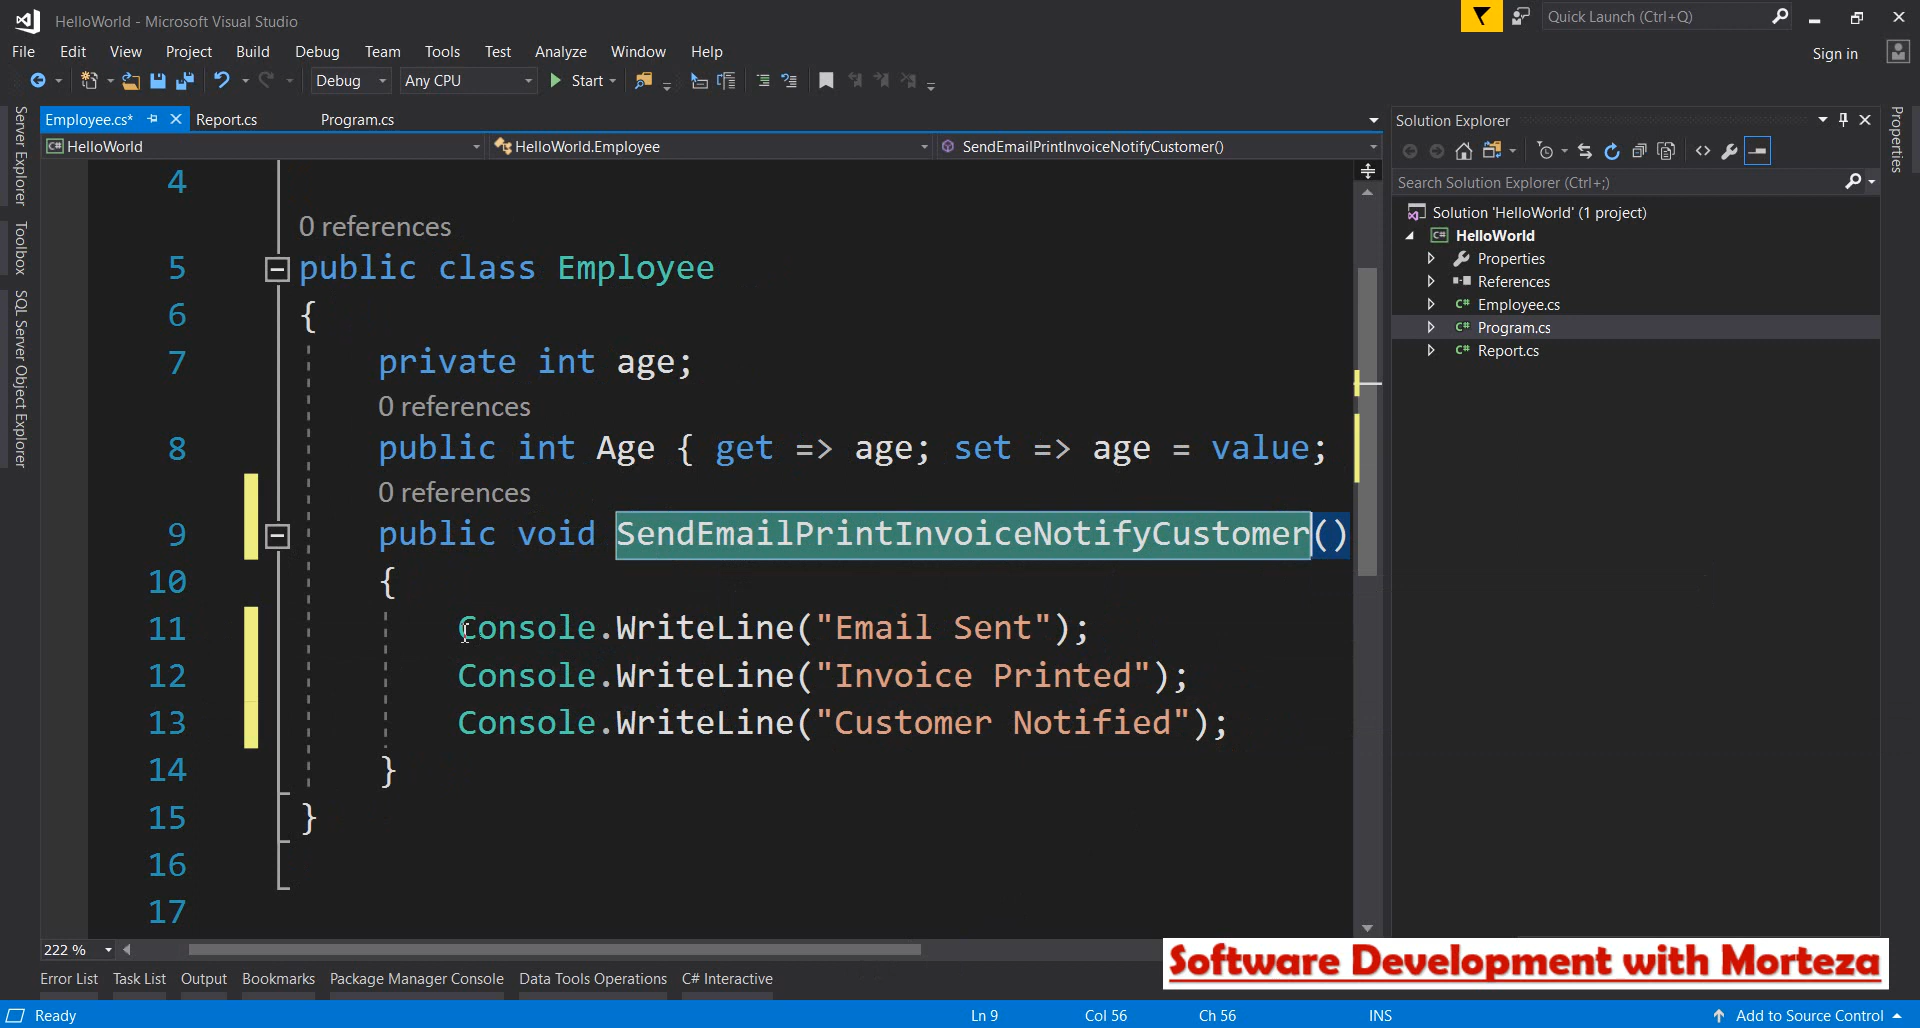 HelloWorld - Microsoft Visual Studio
Quick Launch (Ctrl+Q)
File Edit View Project Build Debug Team Tools Test Analyze Window Help
Sign in
Debug Any CPU Start
Employee.cs* Report.cs Program.cs
HelloWorld HelloWorld.Employee SendEmailPrintInvoiceNotifyCustomer()
Server Explorer
Toolbox
SQL Server Object Explorer
4
0 references
5 public class Employee
6 {
7 private int age;
0 references
8 public int Age { get => age; set => age = value;
0 references
9 public void SendEmailPrintInvoiceNotifyCustomer()
10 {
11 Console.WriteLine("Email Sent");
12 Console.WriteLine("Invoice Printed");
13 Console.WriteLine("Customer Notified");
14 }
15 }
16
17
222 %
Solution Explorer
Search Solution Explorer (Ctrl+;)
Solution 'HelloWorld' (1 project)
C# HelloWorld
Properties
References
C# Employee.cs
C# Program.cs
C# Report.cs
Properties
Software Development with Morteza
Error List Task List Output Bookmarks Package Manager Console Data Tools Operations C# Interactive
Ready Ln 9 Col 56 Ch 56 INS Add to Source Control